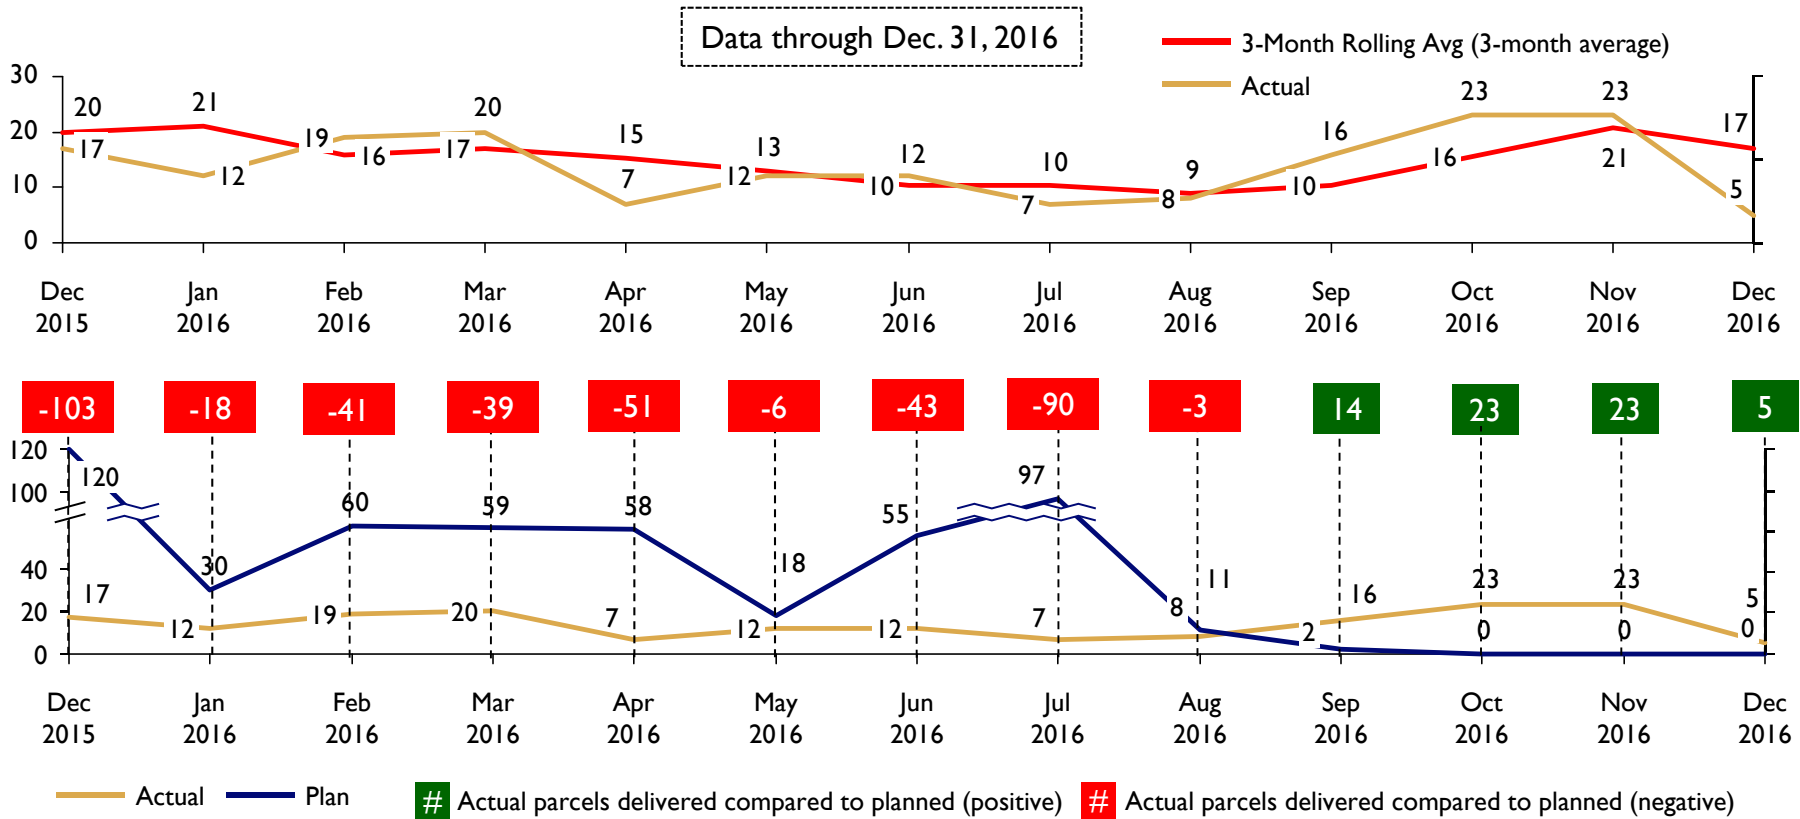 Data through Dec. 31, 2016
3-Month Rolling Avg (3-month average)
Actual
30
20
10
0
20 21 19 20 15 13 12 10 9 16 23 23 17
17 12 16 17 7 12 10 7 8 10 16 21 5
Dec Jan Feb Mar Apr May Jun Jul Aug Sep Oct Nov Dec
2015 2016 2016 2016 2016 2016 2016 2016 2016 2016 2016 2016 2016
-103 -18 -41 -39 -51 -6 -43 -90 -3 14 23 23 5
120
100
40
20
0
120 30 60 59 58 18 55 97 11 2 0 0 0
17 12 19 20 7 12 12 7 8 16 23 23 5
Dec Jan Feb Mar Apr May Jun Jul Aug Sep Oct Nov Dec
2015 2016 2016 2016 2016 2016 2016 2016 2016 2016 2016 2016 2016
Actual Plan # Actual parcels delivered compared to planned (positive) # Actual parcels delivered compared to planned (negative)